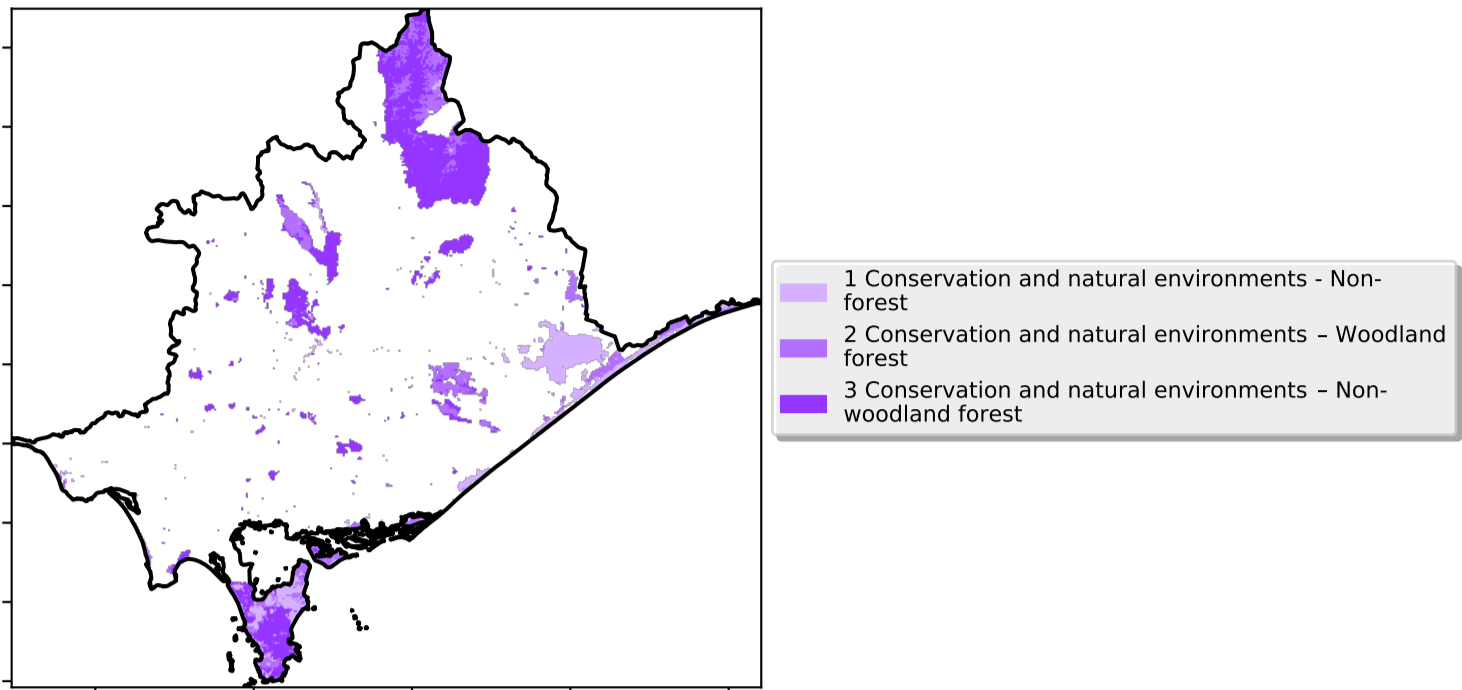 1 Conservation and natural environments - Non-
forest
2 Conservation and natural environments – Woodland
forest
3 Conservation and natural environments – Non-
woodland forest